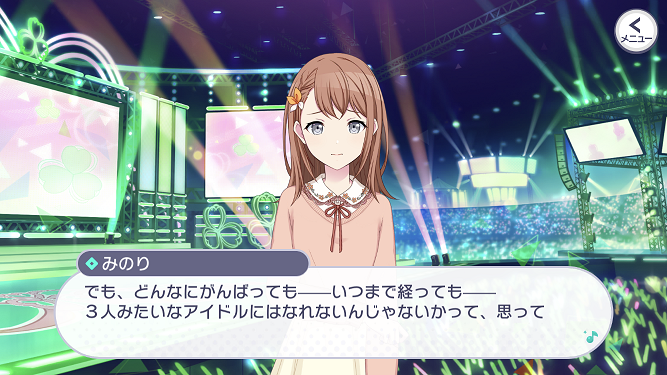 メニュー
みのり
でも、どんなにがんばっても――いつまで経っても――
３人みたいなアイドルにはなれないんじゃないかって、思って